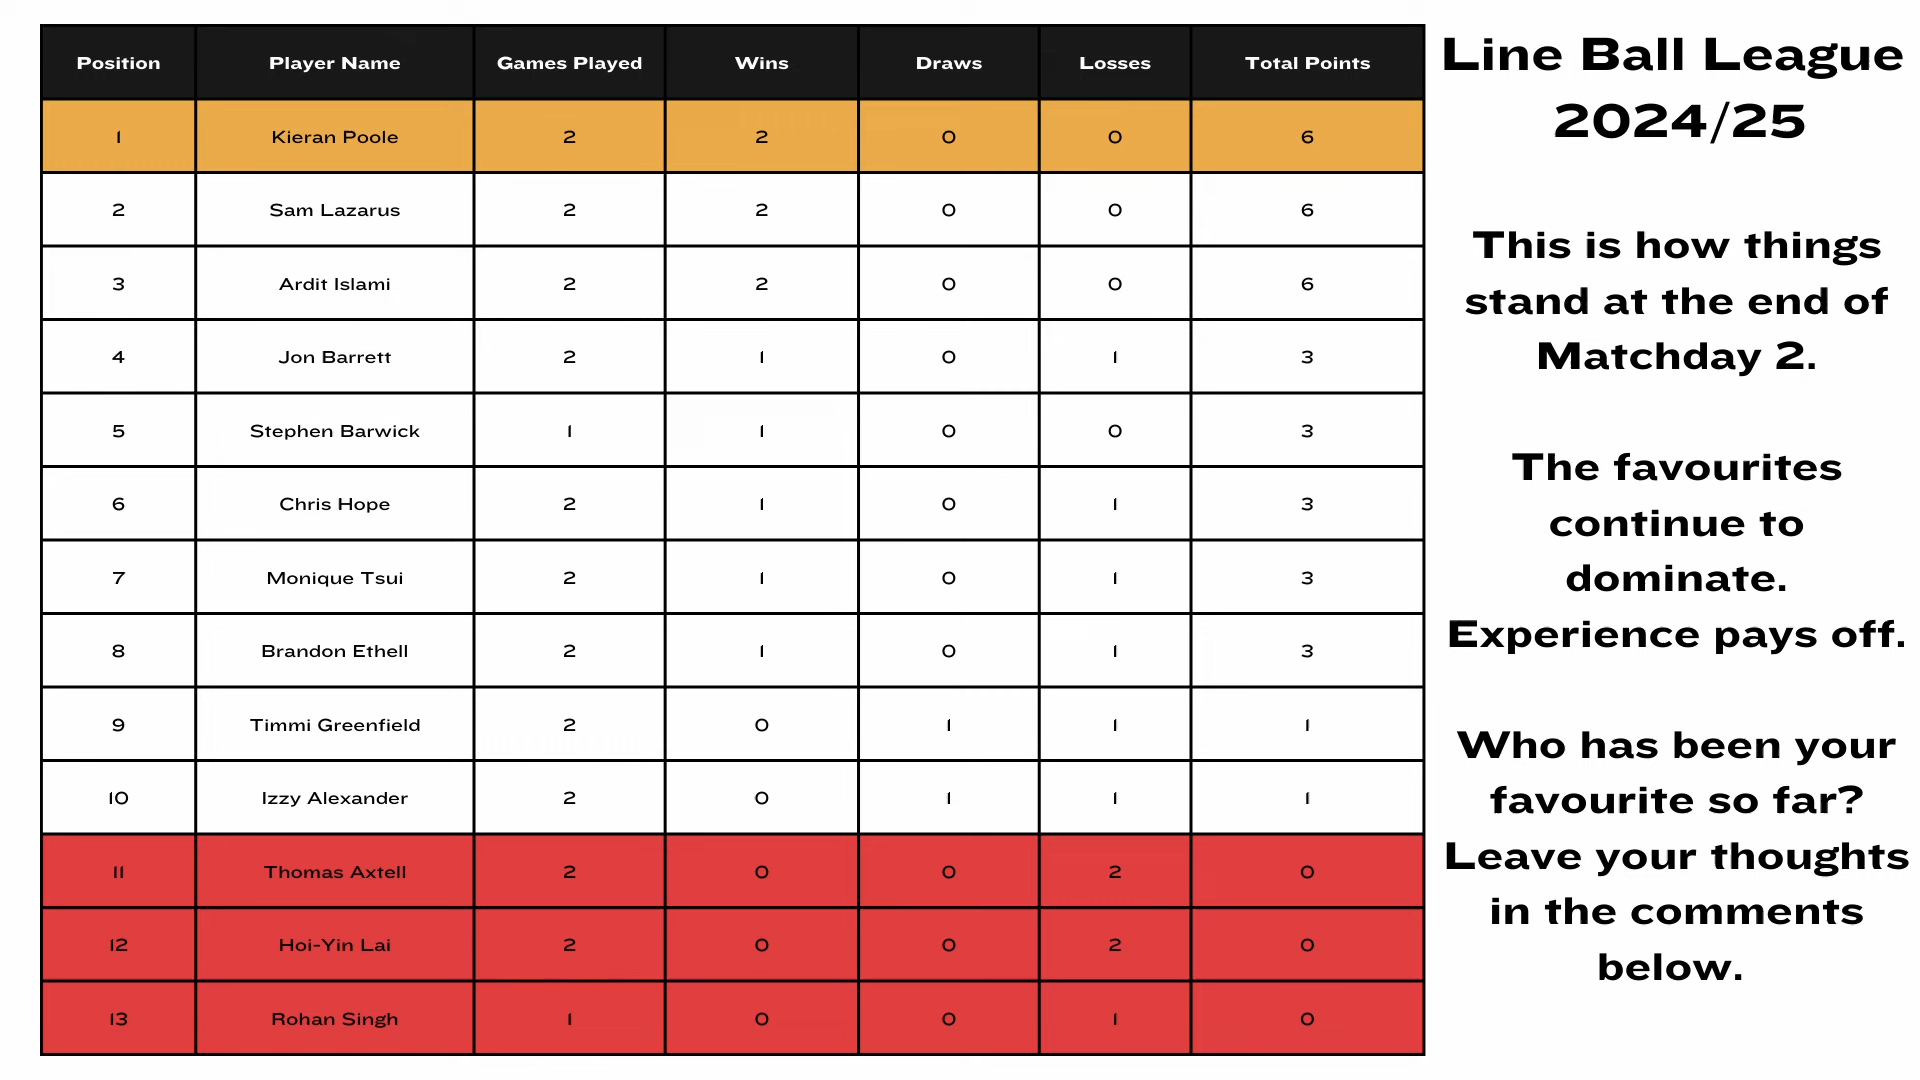 Position Player Name Games Played Wins Draws Losses Total Points
1 Kieran Poole 2 2 0 0 6
2 Sam Lazarus 2 2 0 0 6
3 Ardit Islami 2 2 0 0 6
4 Jon Barrett 2 1 0 1 3
5 Stephen Barwick 1 1 0 0 3
6 Chris Hope 2 1 0 1 3
7 Monique Tsui 2 1 0 1 3
8 Brandon Ethell 2 1 0 1 3
9 Timmi Greenfield 2 0 1 1 1
10 Izzy Alexander 2 0 1 1 1
11 Thomas Axtell 2 0 0 2 0
12 Hoi-Yin Lai 2 0 0 2 0
13 Rohan Singh 1 0 0 1 0
Line Ball League
2024/25
This is how things
stand at the end of
Matchday 2.
The favourites
continue to
dominate.
Experience pays off.
Who has been your
favourite so far?
Leave your thoughts
in the comments
below.